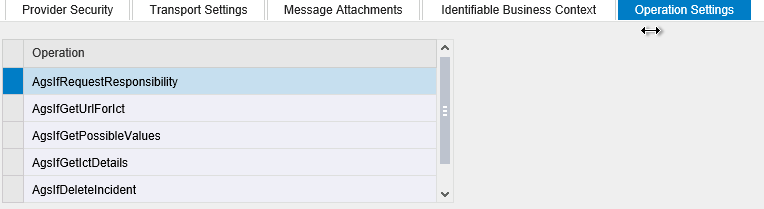 Provider Security Transport Settings Message Attachments Identifiable Business Context Operation Settings
Operation
AgsIfRequestResponsibility
AgsIfGetUrlForIct
AgsIfGetPossibleValues
AgsIfGetIctDetails
AgsIfDeleteIncident